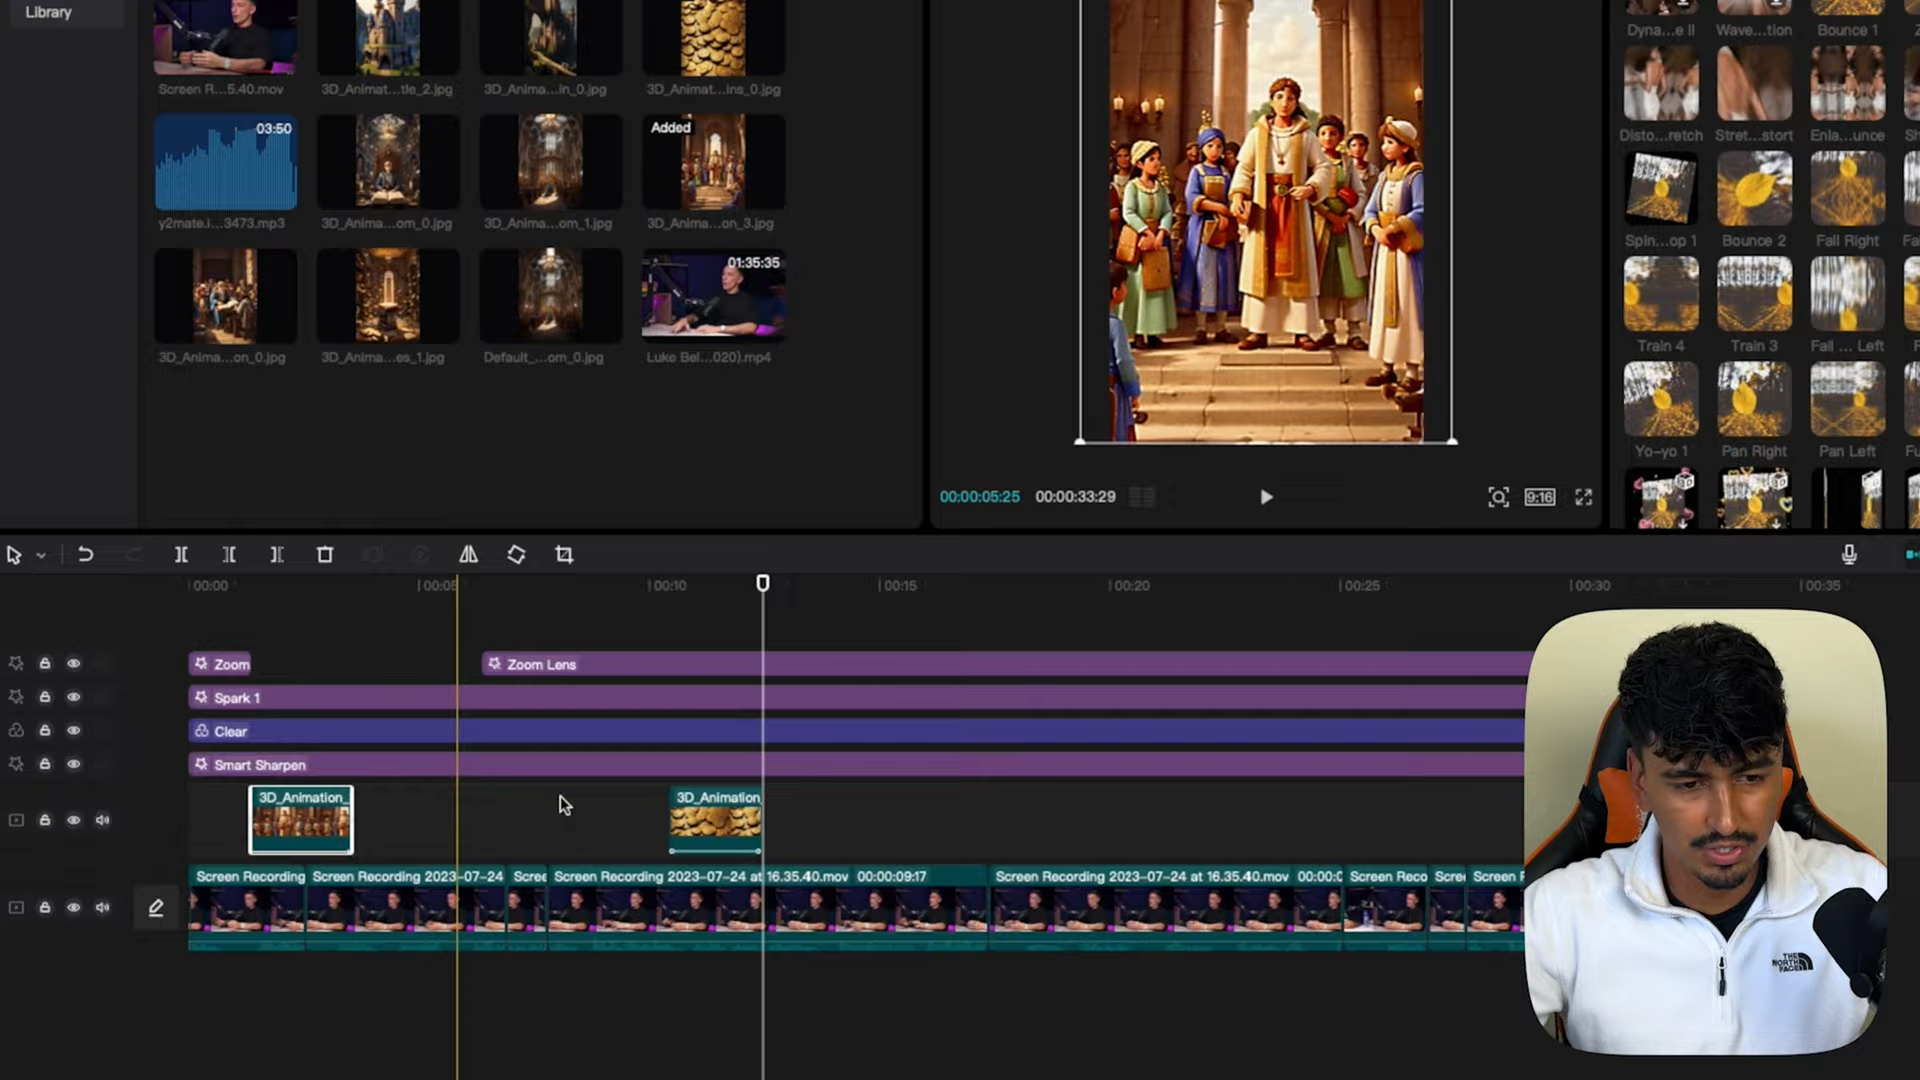 Library
Screen R...5.40.mov
3D_Animat...tle_2.jpg
3D_Anima...in_0.jpg
3D_Animat...ins_0.jpg
Dyna...e II
Wave...tion
Bounce 1
03:50
Added
y2mate.i...3473.mp3
3D_Anima...om_0.jpg
3D_Anima...om_1.jpg
3D_Anima...on_3.jpg
Disto...retch
Stret...stort
Enla...unce
01:35:35
3D_Anima...on_0.jpg
3D_Anima...es_1.jpg
Default_...om_0.jpg
Luke Bel...020).mp4
Spin...op 1
Bounce 2
Fall Right
Train 4
Train 3
Fall ... Left
Yo-yo 1
Pan Right
Pan Left
00:00:05:25
00:00:33:29
9:16
00:00
00:05
00:10
00:15
00:20
00:25
00:30
00:35
Zoom
Zoom Lens
Spark 1
Clear
Smart Sharpen
3D_Animation_
3D_Animation
Screen Recording
Screen Recording 2023-07-24
Scree
Screen Recording 2023-07-24 at 16.35.40.mov 00:00:09:17
Screen Recording 2023-07-24 at 16.35.40.mov 00:00:0
Screen Reco
Scre
Screen R
THE NORTH FACE